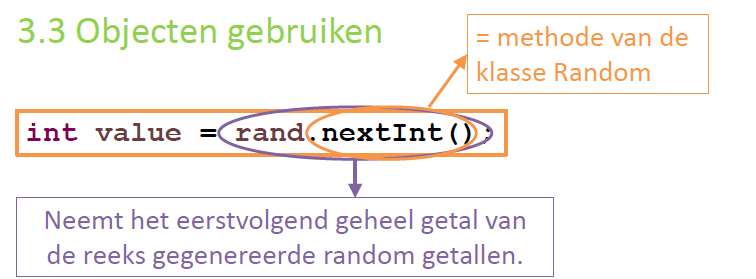 3.3 Objecten gebruiken
= methode van de
klasse Random
int value = rand.nextInt();
Neemt het eerstvolgend geheel getal van
de reeks gegenereerde random getallen.